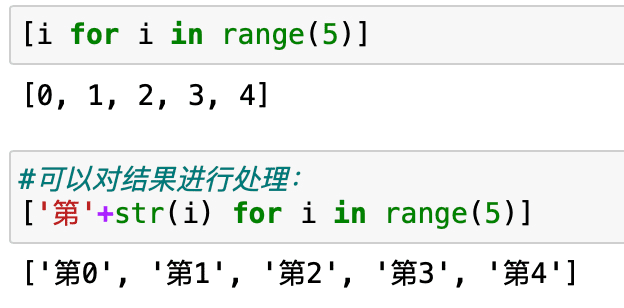 [i for i in range(5)]
[0, 1, 2, 3, 4]
#可以对结果进行处理：
['第'+str(i) for i in range(5)]
['第0', '第1', '第2', '第3', '第4']